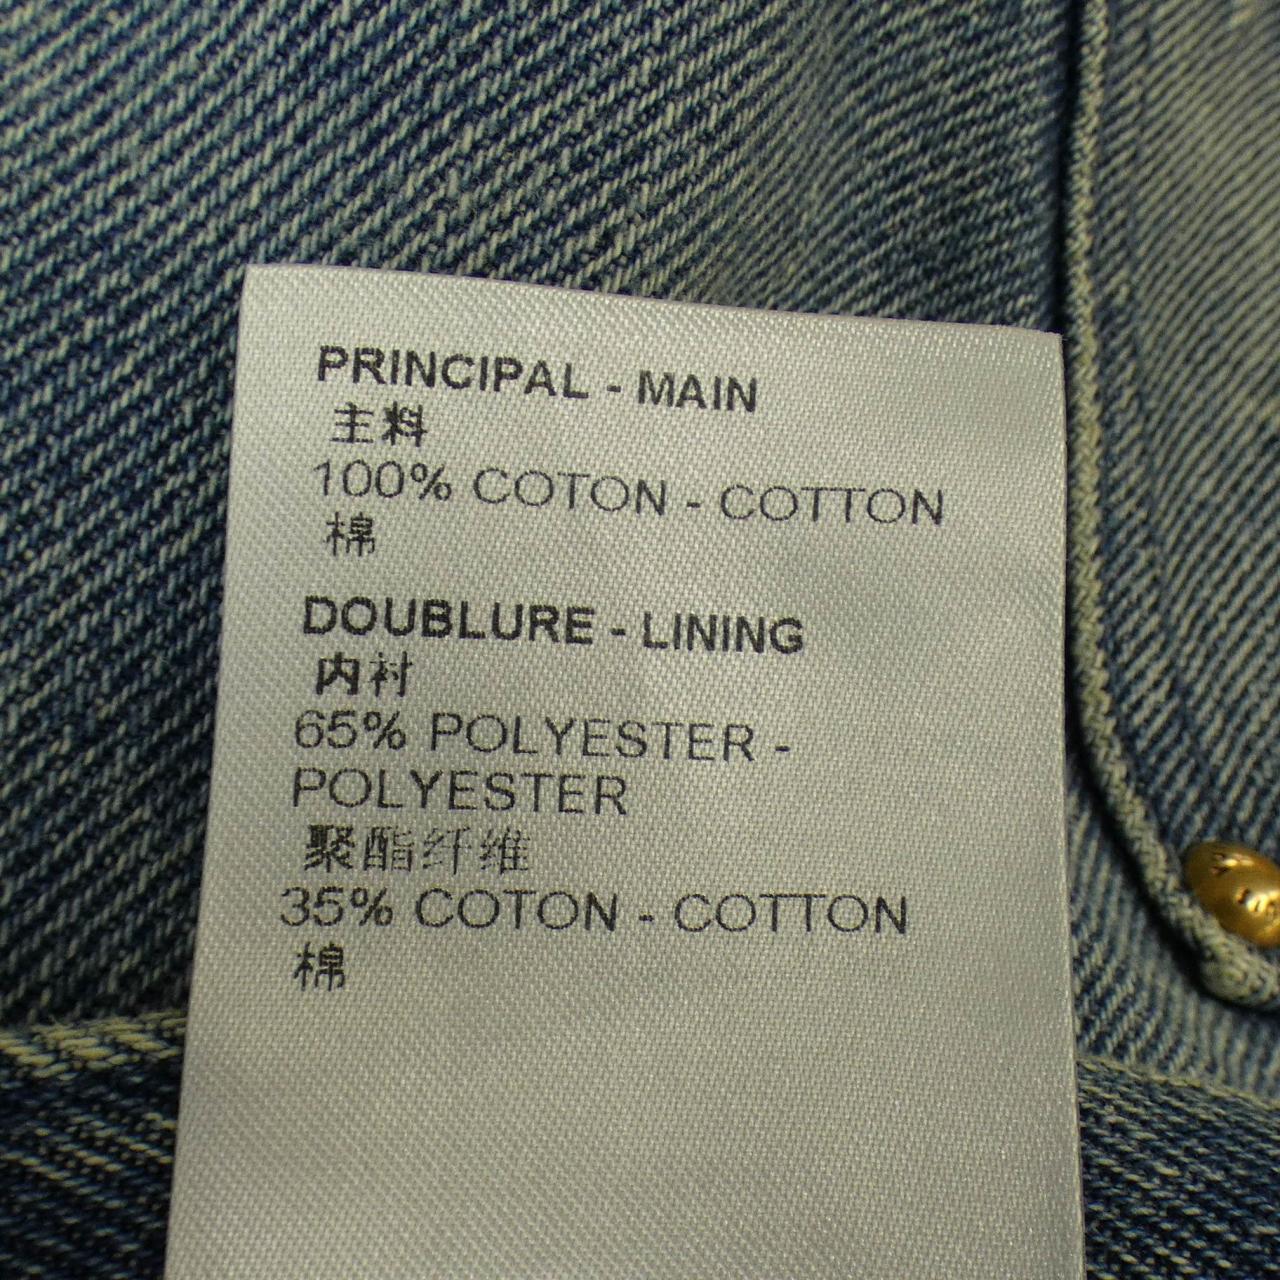 PRINCIPAL - MAIN
主料
100% COTON - COTTON
棉
DOUBLURE - LINING
内衬
65% POLYESTER -
POLYESTER
聚酯纤维
35% COTON - COTTON
棉